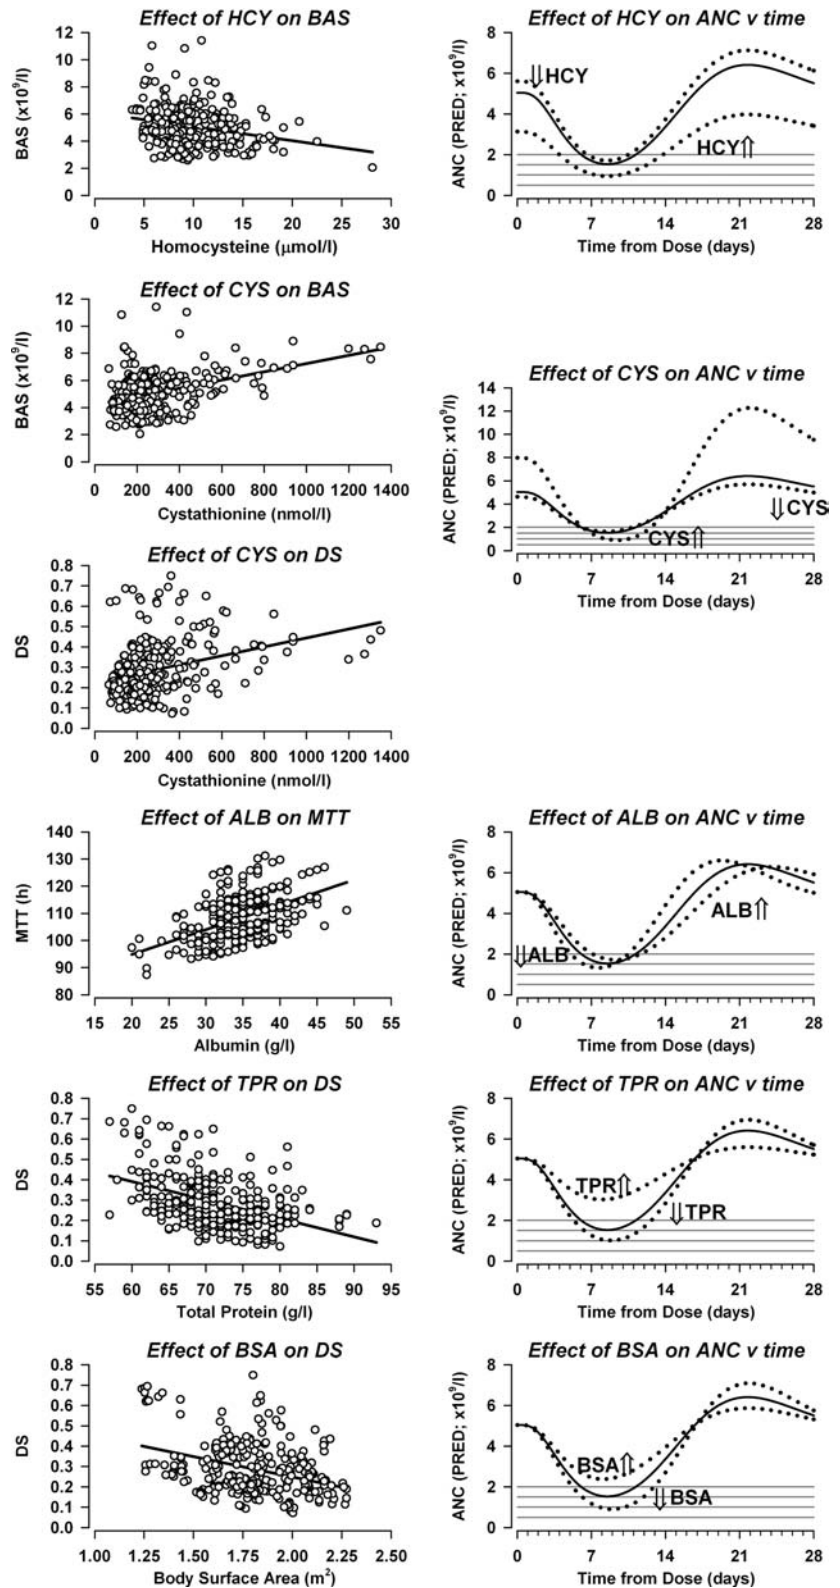 Effect of HCY on BAS
BAS (x10⁹/l)
12
10
8
6
4
2
0
0 5 10 15 20 25 30
Homocysteine (μmol/l)
Effect of HCY on ANC v time
ANC (PRED; x10⁹/l)
8
6
4
2
0
⇓HCY
HCY⇑
0 7 14 21 28
Time from Dose (days)
Effect of CYS on BAS
BAS (x10⁹/l)
12
10
8
6
4
2
0
0 200 400 600 800 1000 1200 1400
Cystathionine (nmol/l)
Effect of CYS on ANC v time
ANC (PRED; x10⁹/l)
14
12
10
8
6
4
2
0
⇓CYS
CYS⇑
0 7 14 21 28
Time from Dose (days)
Effect of CYS on DS
DS
0.8
0.7
0.6
0.5
0.4
0.3
0.2
0.1
0.0
0 200 400 600 800 1000 1200 1400
Cystathionine (nmol/l)
Effect of ALB on MTT
MTT (h)
140
130
120
110
100
90
80
15 20 25 30 35 40 45 50 55
Albumin (g/l)
Effect of ALB on ANC v time
ANC (PRED; x10⁹/l)
8
6
4
2
0
ALB⇑
⇓ALB
0 7 14 21 28
Time from Dose (days)
Effect of TPR on DS
DS
0.8
0.7
0.6
0.5
0.4
0.3
0.2
0.1
0.0
55 60 65 70 75 80 85 90 95
Total Protein (g/l)
Effect of TPR on ANC v time
ANC (PRED; x10⁹/l)
8
6
4
2
0
TPR⇑
⇓TPR
0 7 14 21 28
Time from Dose (days)
Effect of BSA on DS
DS
0.8
0.7
0.6
0.5
0.4
0.3
0.2
0.1
0.0
1.00 1.25 1.50 1.75 2.00 2.25 2.50
Body Surface Area (m²)
Effect of BSA on ANC v time
ANC (PRED; x10⁹/l)
8
6
4
2
0
BSA⇑
⇓BSA
0 7 14 21 28
Time from Dose (days)